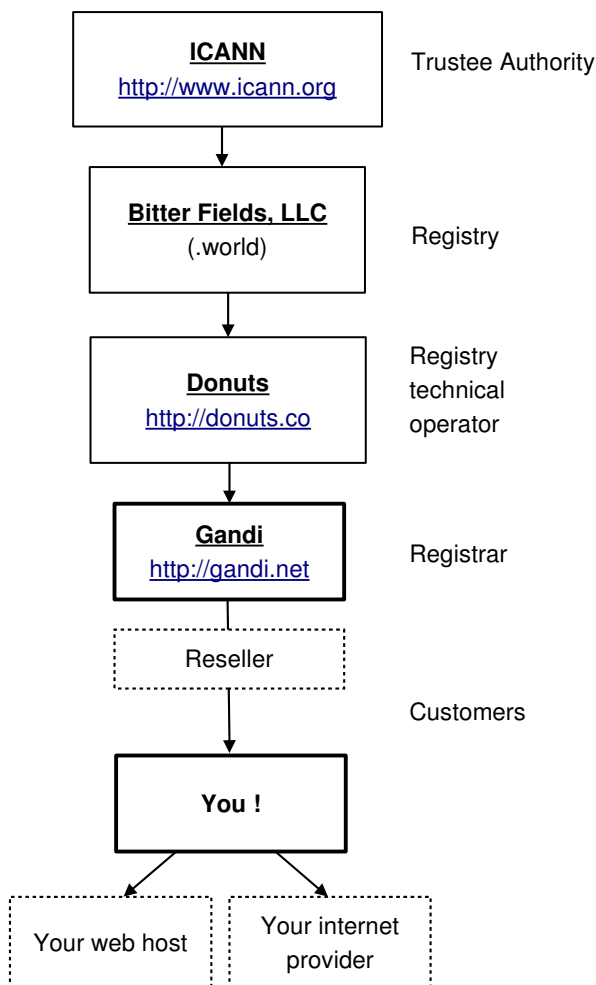 ICANN
http://www.icann.org
Trustee Authority
Bitter Fields, LLC
(.world)
Registry
Donuts
http://donuts.co
Registry
technical
operator
Gandi
http://gandi.net
Registrar
Reseller
Customers
You !
Your web host
Your internet
provider